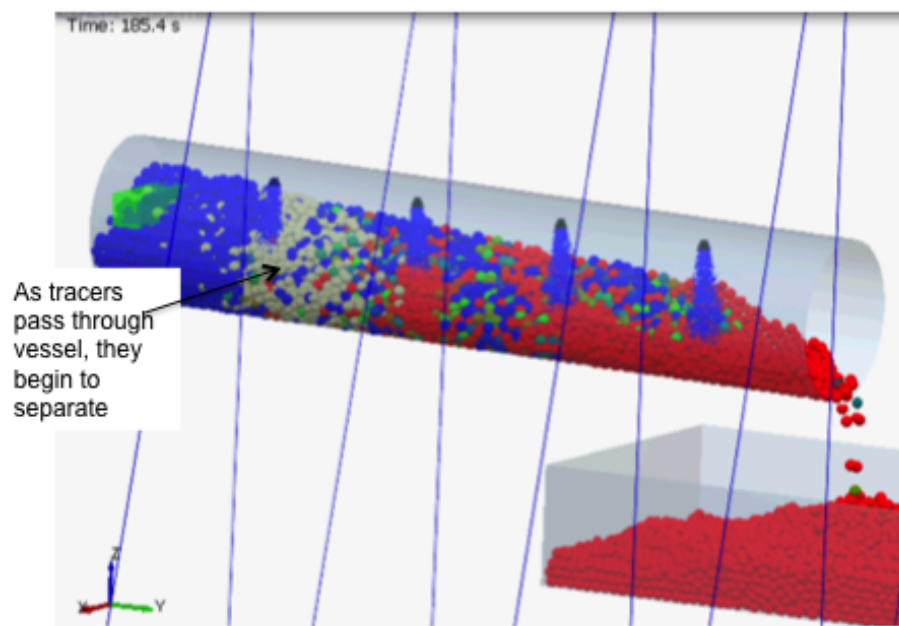 Time: 185.4 s
As tracers
pass through
vessel, they
begin to
separate
Z
X
Y